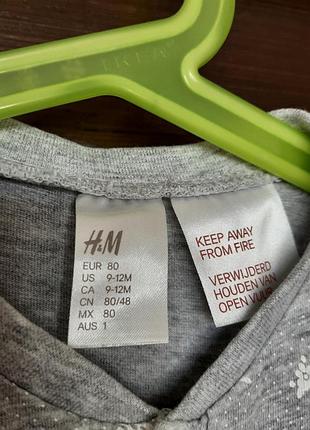 IKEA
H&M
EUR 80
US 9-12M
CA 9-12M
CN 80/48
MX 80
AUS 1
KEEP AWAY
FROM FIRE
VERWIJDERD
HOUDEN VAN
OPEN VUUR